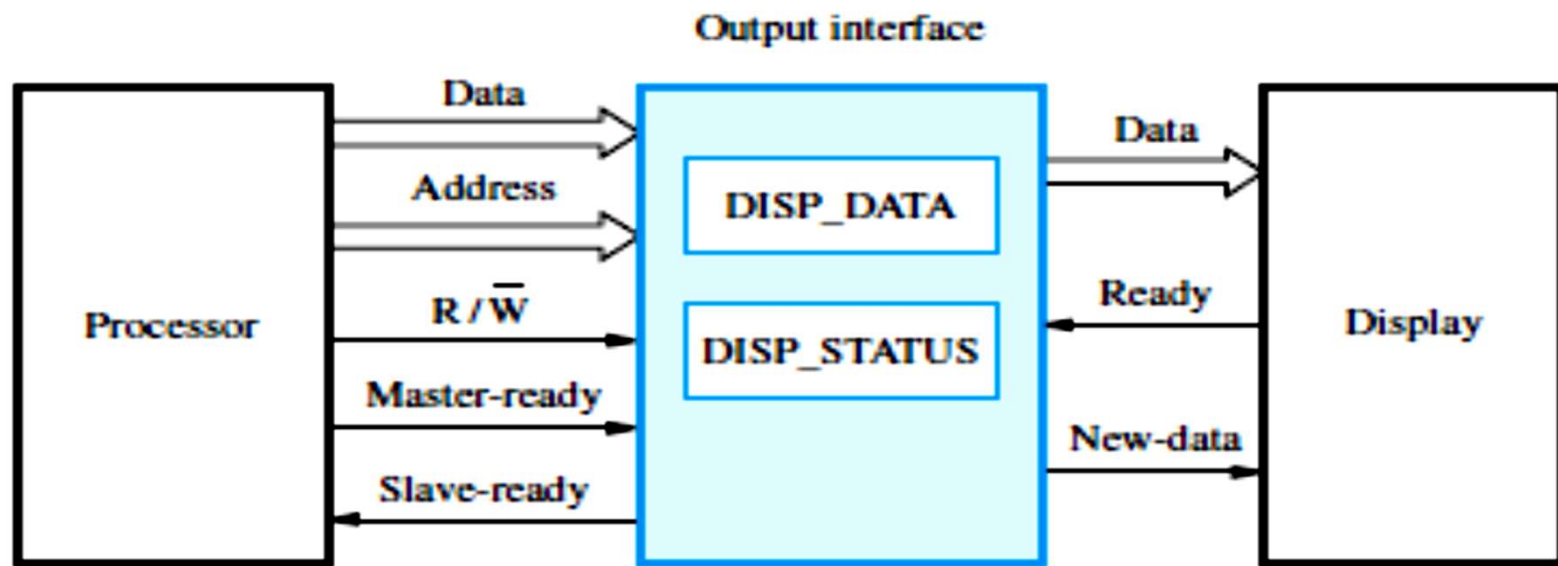 Output interface
Data
Address
R / W̅
Master-ready
Slave-ready
Processor
DISP_DATA
DISP_STATUS
Data
Ready
New-data
Display